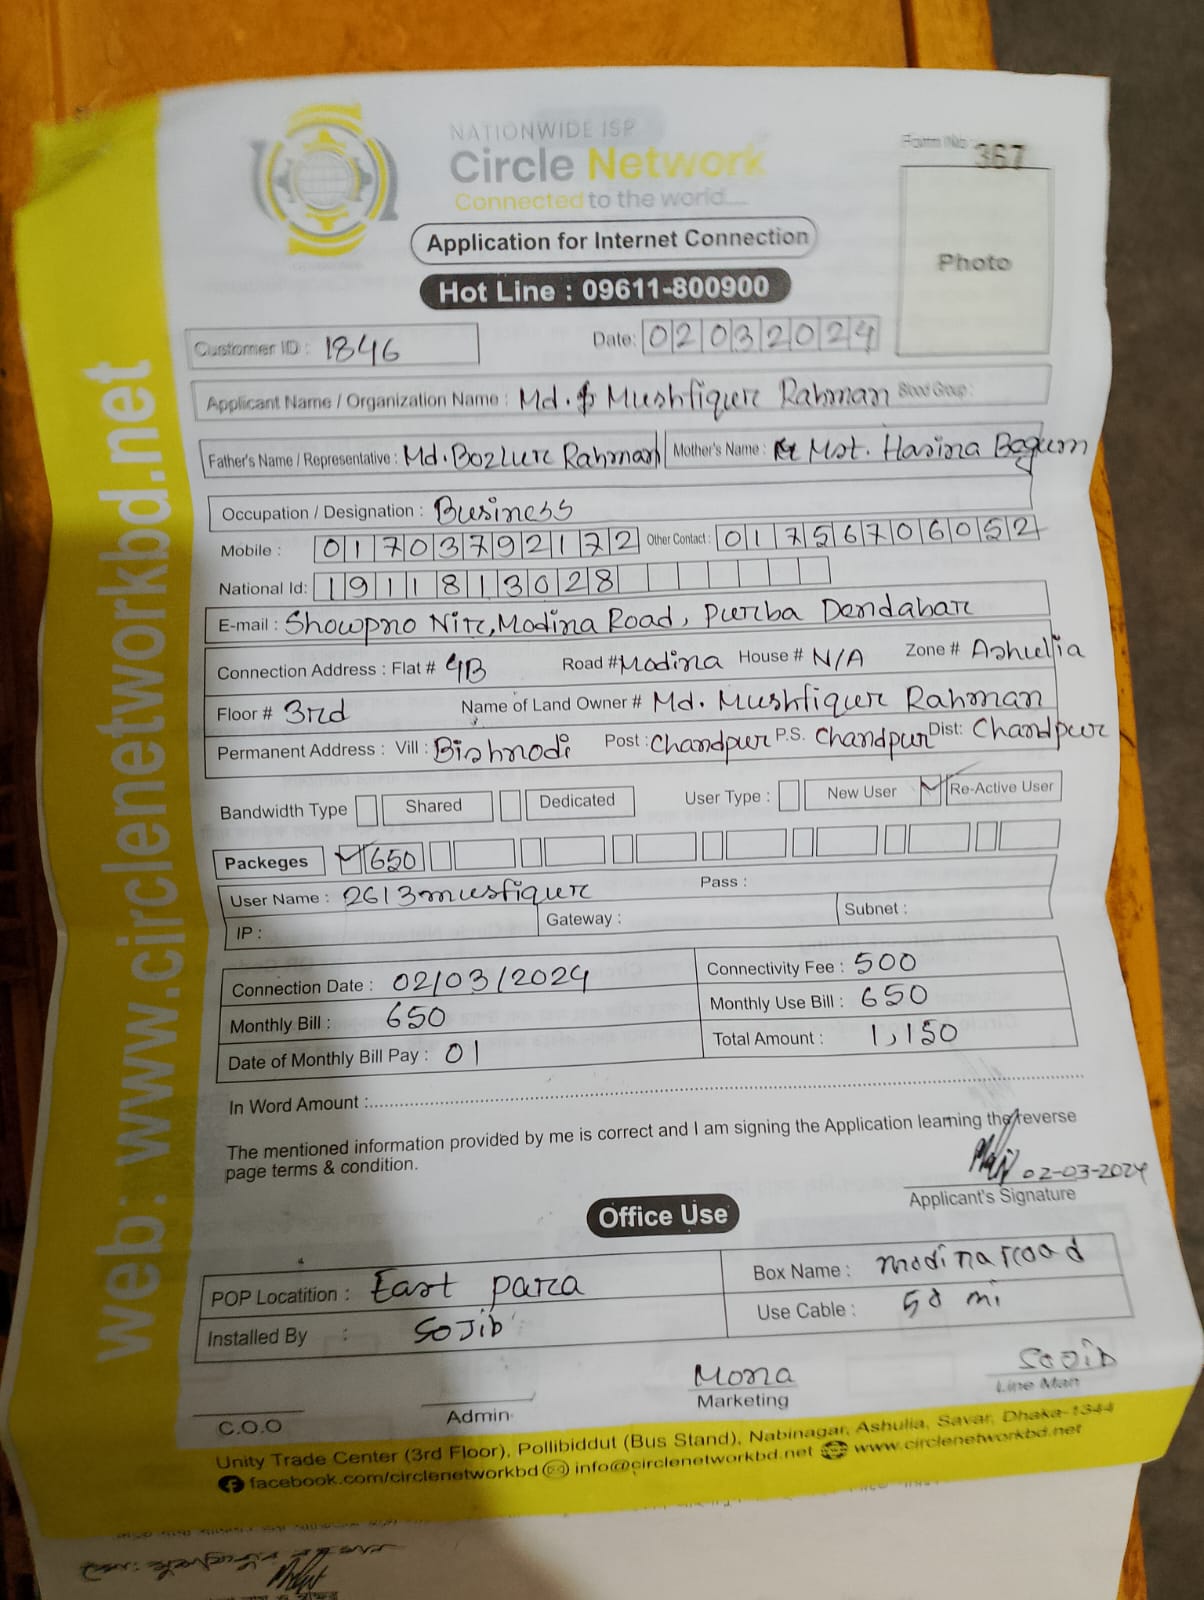 NATIONWIDE ISP
Circle Network
Connected to the world....
Form No : 367
Application for Internet Connection
Photo
Hot Line : 09611-800900
Customer ID : 1846 Date: 02032024
Applicant Name / Organization Name : Md. Mushfiqur Rahman Blood Group :
Father's Name / Representative : Md. Bozlur Rahman Mother's Name : Mst. Hasina Begum
Occupation / Designation : Business
Mobile : 01703792172 Other Contact : 01756706052
National Id: 1911813028
E-mail : Showpno Nir, Modina Road, Purba Dendabar
Connection Address : Flat # 4B Road # Modina House # N/A Zone # Ashullia
Floor # 3rd Name of Land Owner # Md. Mushfiqur Rahman
Permanent Address : Vill : Bishnodi Post : Chandpur P.S. Chandpur Dist: Chandpur
Bandwidth Type Shared Dedicated User Type : New User Re-Active User
Packeges 650
User Name : 2613musfiqur Pass :
IP : Gateway : Subnet :
Connection Date : 02/03/2024 Connectivity Fee : 500
Monthly Bill : 650 Monthly Use Bill : 650
Date of Monthly Bill Pay : 01 Total Amount : 1,150
In Word Amount :
The mentioned information provided by me is correct and I am signing the Application learning the reverse
page terms & condition.
02-03-2024
Applicant's Signature
Office Use
POP Locatition : East para Box Name : modina road
Installed By : Sojib Use Cable : 50 mi
Mona Sojib
C.O.O Admin Marketing Line Man
Unity Trade Center (3rd Floor), Pollibiddut (Bus Stand), Nabinagar, Ashulia, Savar, Dhaka-1344
facebook.com/circlenetworkbd info@circlenetworkbd.net www.circlenetworkbd.net
web: www.circlenetworkbd.net